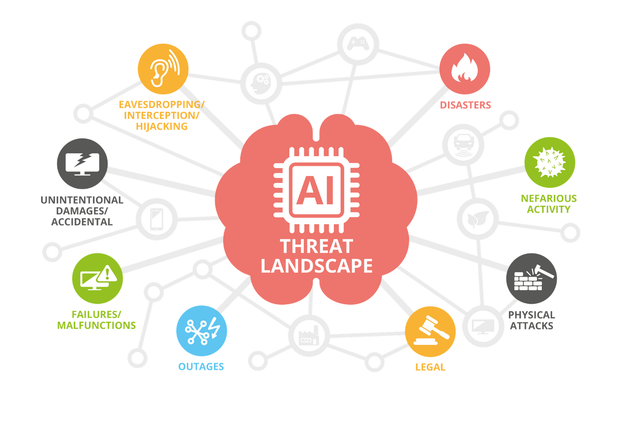 EAVESDROPPING/
INTERCEPTION/
HIJACKING
DISASTERS
UNINTENTIONAL
DAMAGES/
ACCIDENTAL
AI
THREAT
LANDSCAPE
NEFARIOUS
ACTIVITY
FAILURES/
MALFUNCTIONS
PHYSICAL
ATTACKS
OUTAGES
LEGAL